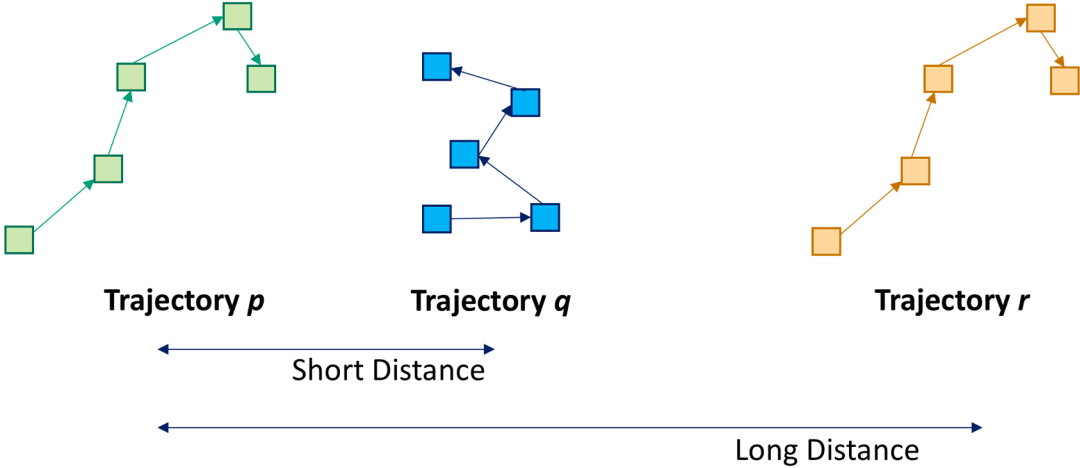 Trajectory p
Trajectory q
Trajectory r
Short Distance
Long Distance